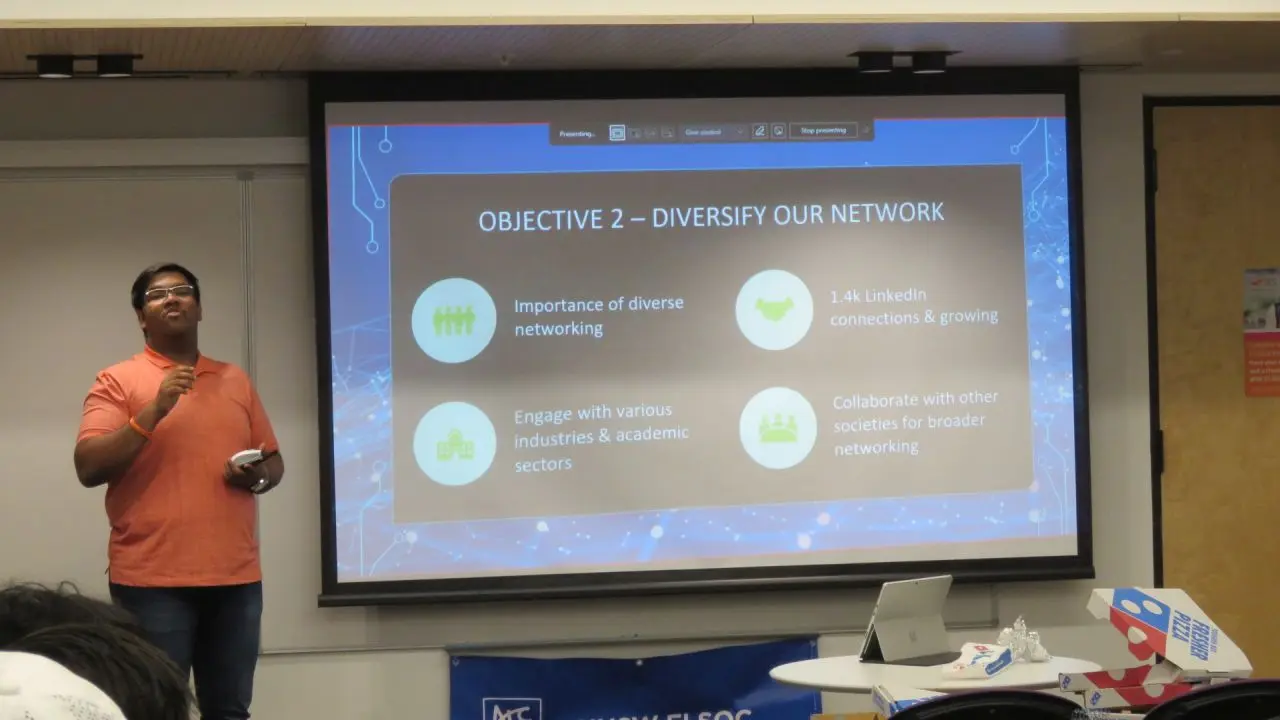 Presenting...
Give control
Stop presenting
OBJECTIVE 2 – DIVERSIFY OUR NETWORK
Importance of diverse
networking
1.4k LinkedIn
connections & growing
Engage with various
industries & academic
sectors
Collaborate with other
societies for broader
networking
FRESHER
PIZZA
UNSW ELSOC